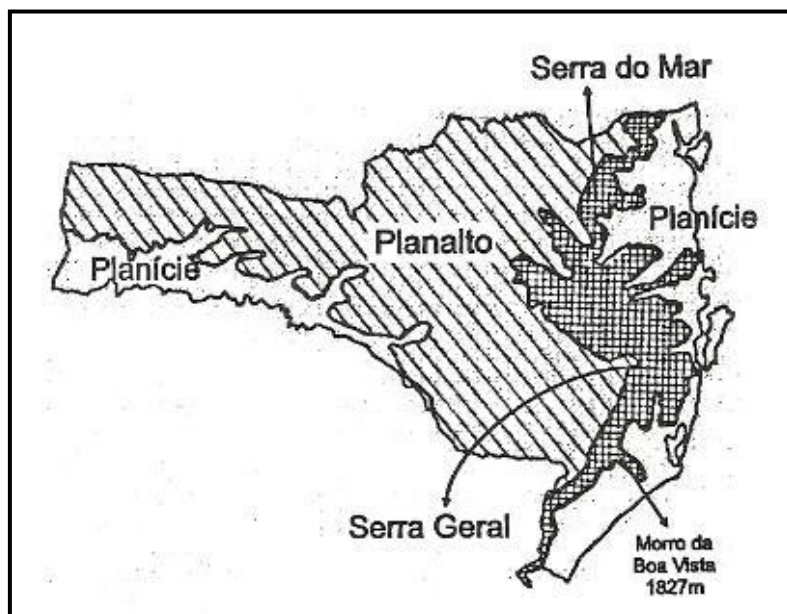 Serra do Mar
Planície
Planalto
Planície
Serra Geral
Morro da
Boa Vista
1827m